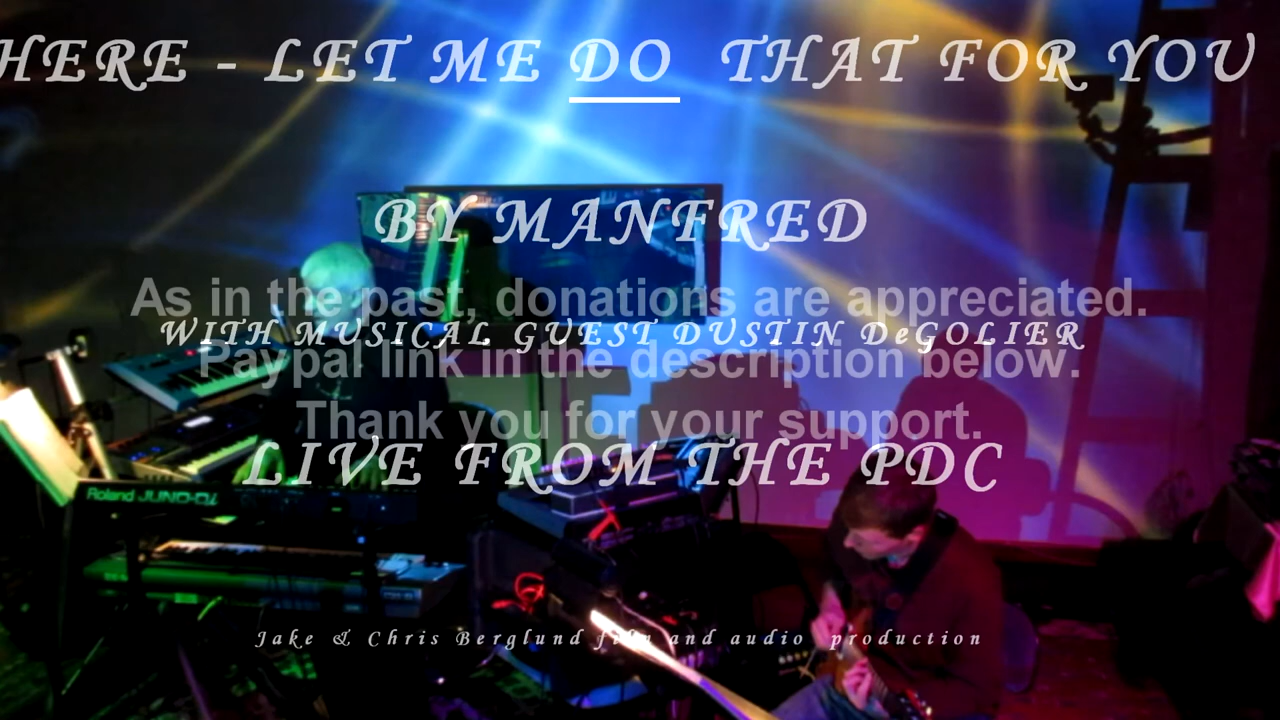 HERE - LET ME DO THAT FOR YOU
BY MANFRED
As in the past, donations are appreciated.
WITH MUSICAL GUEST DUSTIN DeGOLIER
Paypal link in the description below.
Thank you for your support.
LIVE FROM THE PDC
Roland JUNO-Di
Jake & Chris Berglund film and audio production